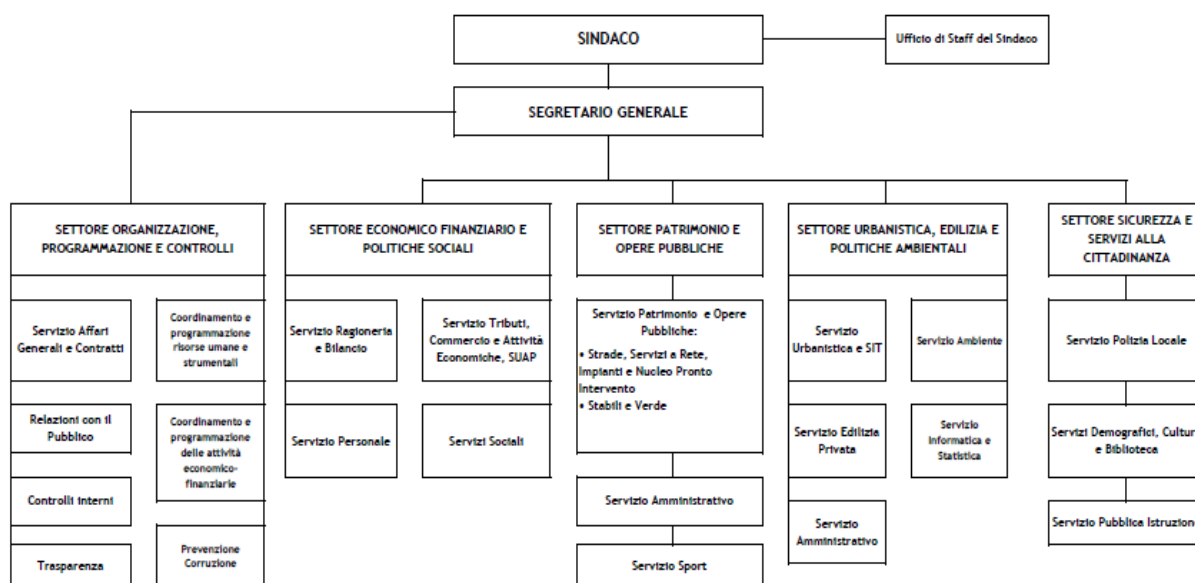 SINDACO
Ufficio di Staff del Sindaco
SEGRETARIO GENERALE
SETTORE ORGANIZZAZIONE,
PROGRAMMAZIONE E CONTROLLI
SETTORE ECONOMICO FINANZIARIO E
POLITICHE SOCIALI
SETTORE PATRIMONIO E
OPERE PUBBLICHE
SETTORE URBANISTICA, EDILIZIA E
POLITICHE AMBIENTALI
SETTORE SICUREZZA E
SERVIZI ALLA
CITTADINANZA
Servizio Affari
Generali e Contratti
Coordinamento e
programmazione
risorse umane e
strumentali
Servizio Ragioneria
e Bilancio
Servizio Tributi,
Commercio e Attività
Economiche, SUAP
Servizio Patrimonio e Opere
Pubbliche:
• Strade, Servizi a Rete,
Impianti e Nucleo Pronto
Intervento
• Stabili e Verde
Servizio
Urbanistica e SIT
Servizio Ambiente
Servizio Polizia Locale
Relazioni con il
Pubblico
Coordinamento e
programmazione
delle attività
economico-
finanziarie
Servizio Personale
Servizi Sociali
Servizio Edilizia
Privata
Servizio
Informatica e
Statistica
Servizi Demografici, Cultur
e Biblioteca
Controlli interni
Servizio Amministrativo
Servizio
Amministrativo
Servizio Pubblica Istruzione
Trasparenza
Prevenzione
Corruzione
Servizio Sport